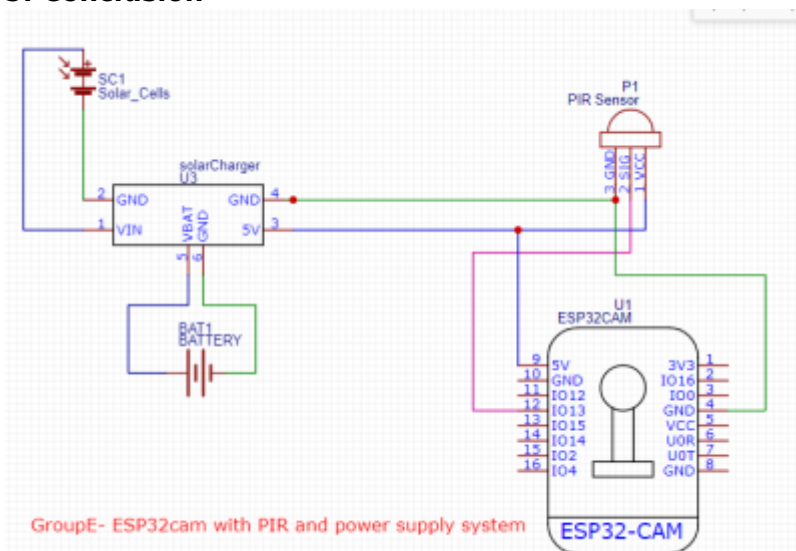 SC1
Solar_Cells
P1
PIR Sensor
3 GND
2 SIG
1 VCC
solarCharger
U3
2 GND
1 VIN
GND 4
5V 3
VBAT 5
GND 6
BAT1
BATTERY
U1
ESP32CAM
9 5V
10 GND
11 IO12
12 IO13
13 IO15
14 IO14
15 IO2
16 IO4
3V3 1
IO16 2
IO0 3
GND 4
VCC 5
U0R 6
U0T 7
GND 8
ESP32-CAM
GroupE- ESP32cam with PIR and power supply system